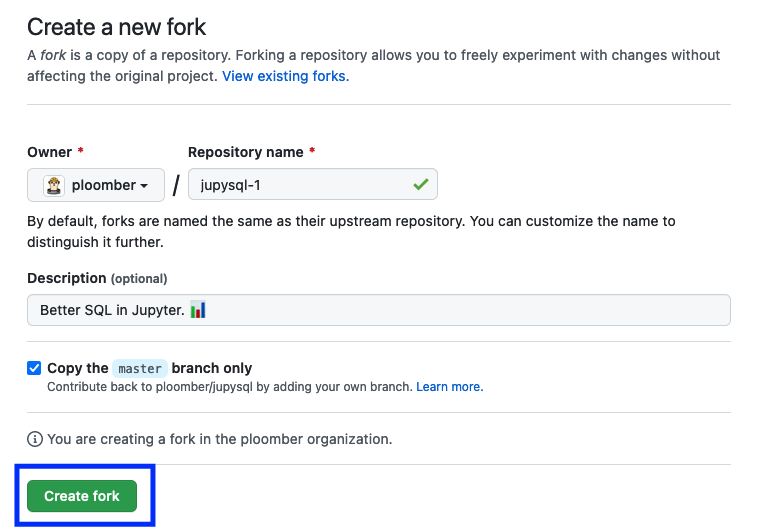 Create a new fork
A fork is a copy of a repository. Forking a repository allows you to freely experiment with changes without
affecting the original project. View existing forks.
Owner * Repository name *
ploomber / jupysql-1
By default, forks are named the same as their upstream repository. You can customize the name to
distinguish it further.
Description (optional)
Better SQL in Jupyter. 📊
Copy the master branch only
Contribute back to ploomber/jupysql by adding your own branch. Learn more.
You are creating a fork in the ploomber organization.
Create fork